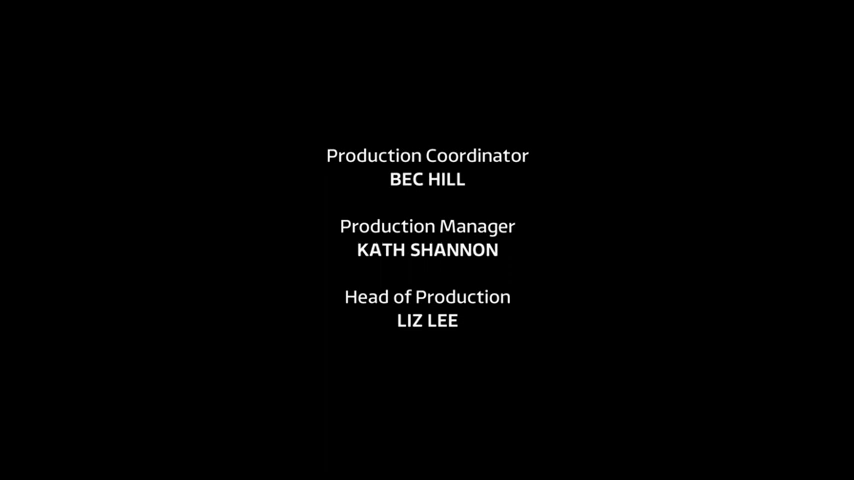 Production Coordinator
BEC HILL
Production Manager
KATH SHANNON
Head of Production
LIZ LEE